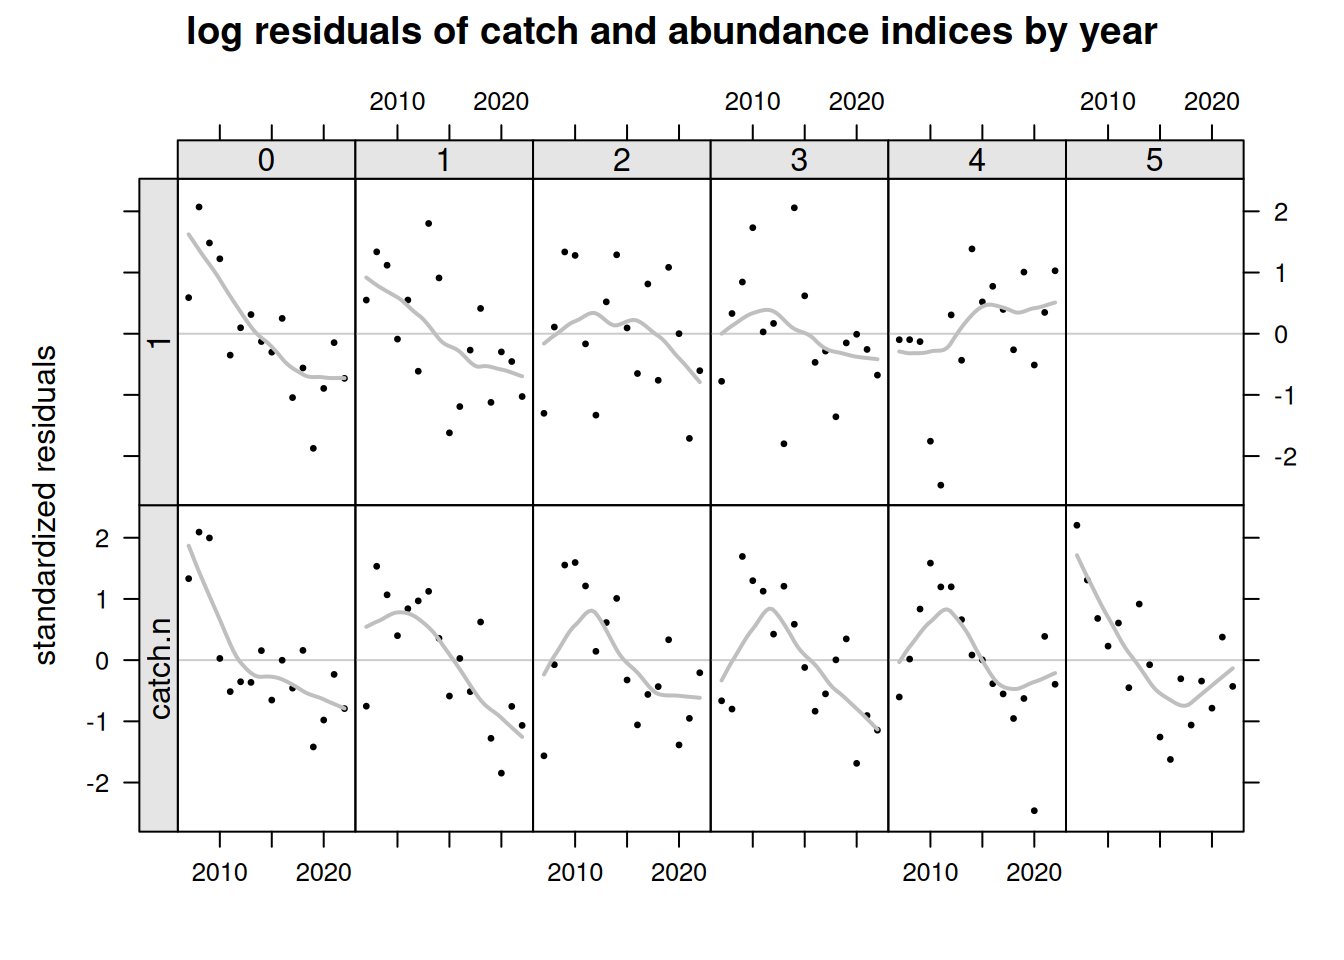 log residuals of catch and abundance indices by year
2010 2020 2010 2020 2010 2020
0 1 2 3 4 5
1
2
1
0
-1
-2
standardized residuals
catch.n
2
1
0
-1
-2
2010 2020 2010 2020 2010 2020